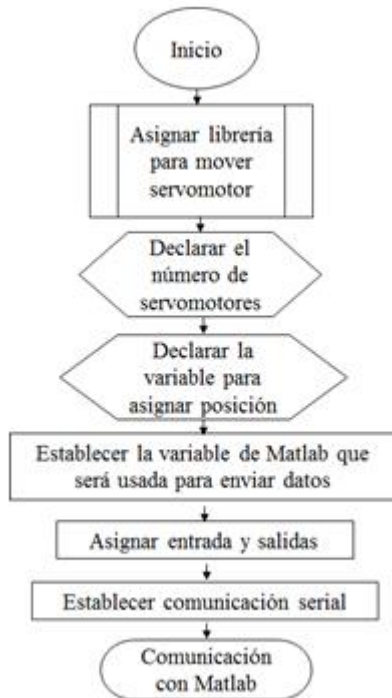 Inicio
Asignar librería
para mover
servomotor
Declarar el
número de
servomotores
Declarar la
variable para
asignar posición
Establecer la variable de Matlab que
será usada para enviar datos
Asignar entrada y salidas
Establecer comunicación serial
Comunicación
con Matlab